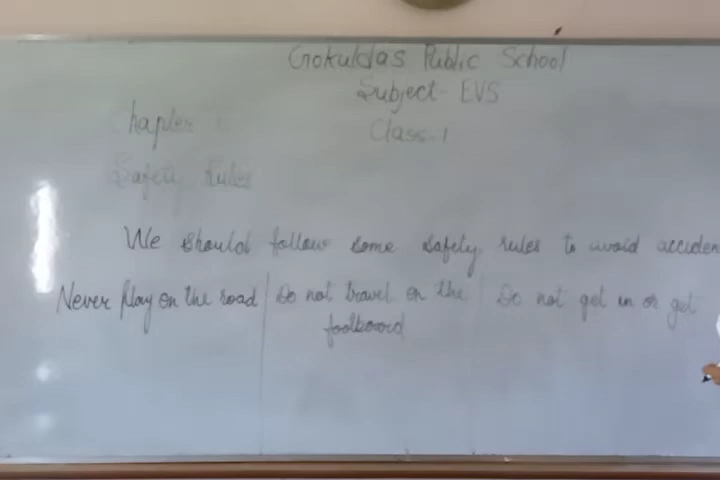 Gokuldas Public School
Subject - EVS
Class-1
Chapter
Safety Rules
We should follow some safety rules to avoid acciden
Never Play on the road | Do not travel on the footboard | Do not get in or get